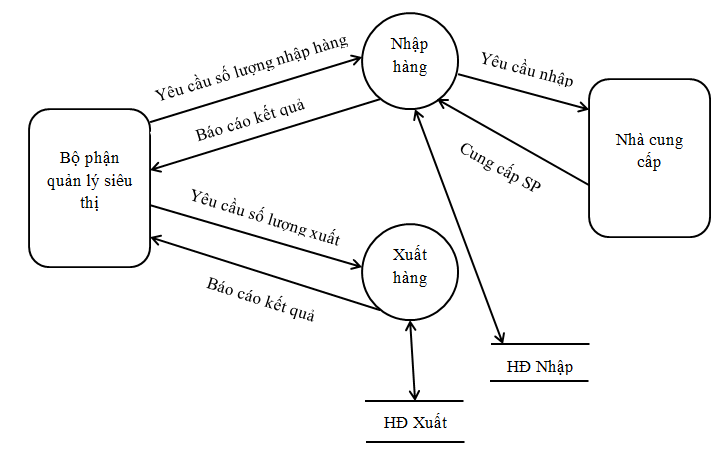 Nhập
hàng
Yêu cầu số lượng nhập hàng
Yêu cầu nhập
Báo cáo kết quả
Nhà cung
cấp
Bộ phận
quản lý siêu
thị
Cung cấp SP
Yêu cầu số lượng xuất
Xuất
hàng
Báo cáo kết quả
HĐ Nhập
HĐ Xuất